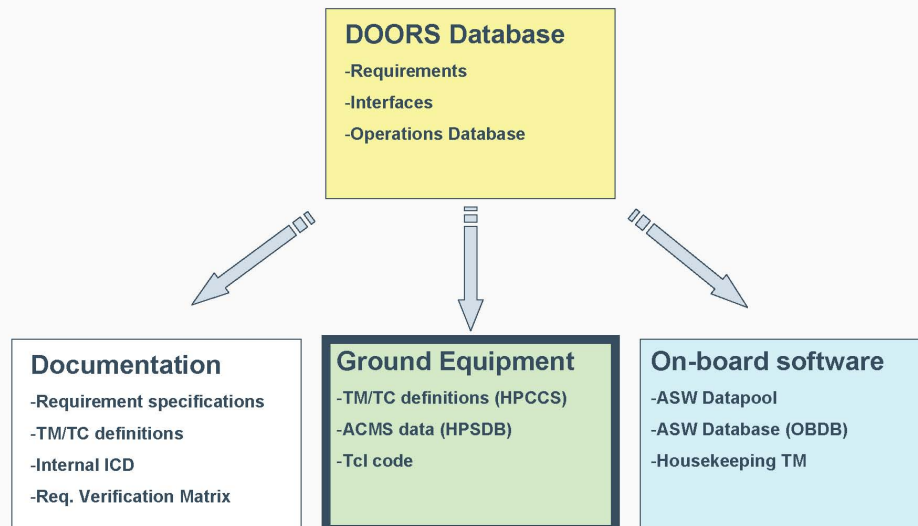 DOORS Database
-Requirements
-Interfaces
-Operations Database
Documentation
-Requirement specifications
-TM/TC definitions
-Internal ICD
-Req. Verification Matrix
Ground Equipment
-TM/TC definitions (HPCCS)
-ACMS data (HPSDB)
-Tcl code
On-board software
-ASW Datapool
-ASW Database (OBDB)
-Housekeeping TM